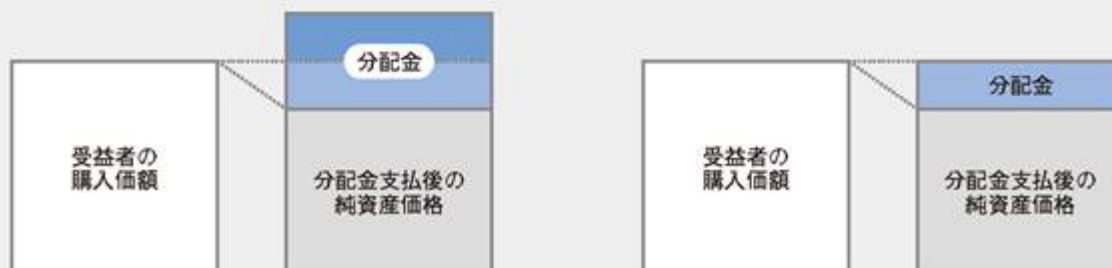 分配金
受益者の
購入価額
分配金支払後の
純資産価格
分配金
受益者の
購入価額
分配金支払後の
純資産価格